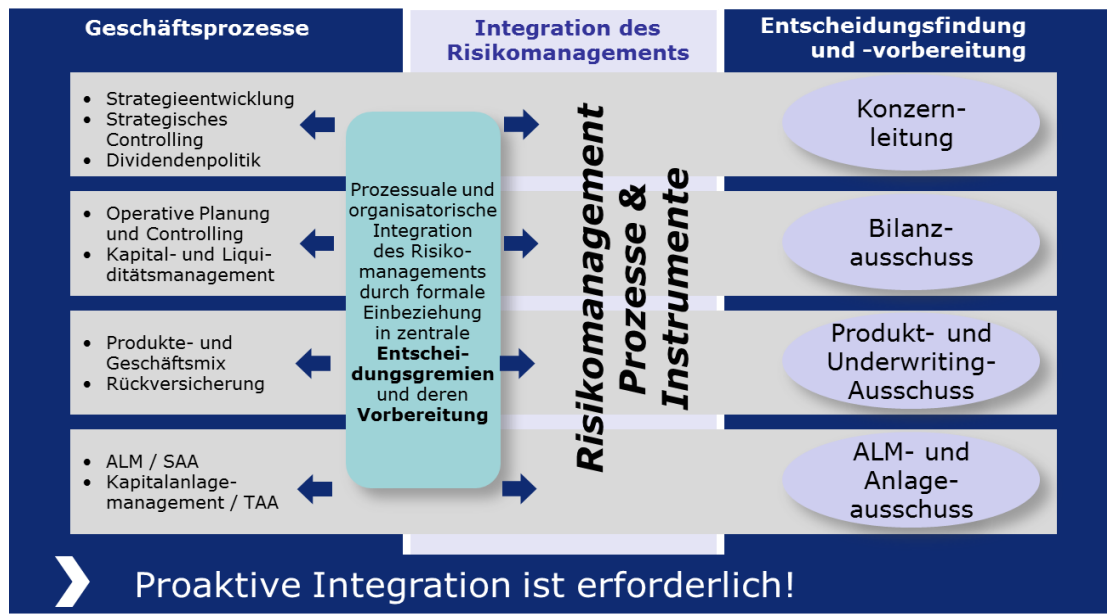 Geschäftsprozesse
Integration des
Risikomanagements
Entscheidungsfindung
und -vorbereitung
• Strategieentwicklung
• Strategisches
Controlling
• Dividendenpolitik
• Operative Planung
und Controlling
• Kapital- und Liqui-
ditätsmanagement
• Produkte- und
Geschäftsmix
• Rückversicherung
• ALM / SAA
• Kapitalanlage-
management / TAA
Prozessuale und
organisatorische
Integration
des Risiko-
managements
durch formale
Einbeziehung
in zentrale
Entschei-
dungsgremien
und deren
Vorbereitung
Risikomanagement
Prozesse &
Instrumente
Konzern-
leitung
Bilanz-
ausschuss
Produkt- und
Underwriting-
Ausschuss
ALM- und
Anlage-
ausschuss
Proaktive Integration ist erforderlich!